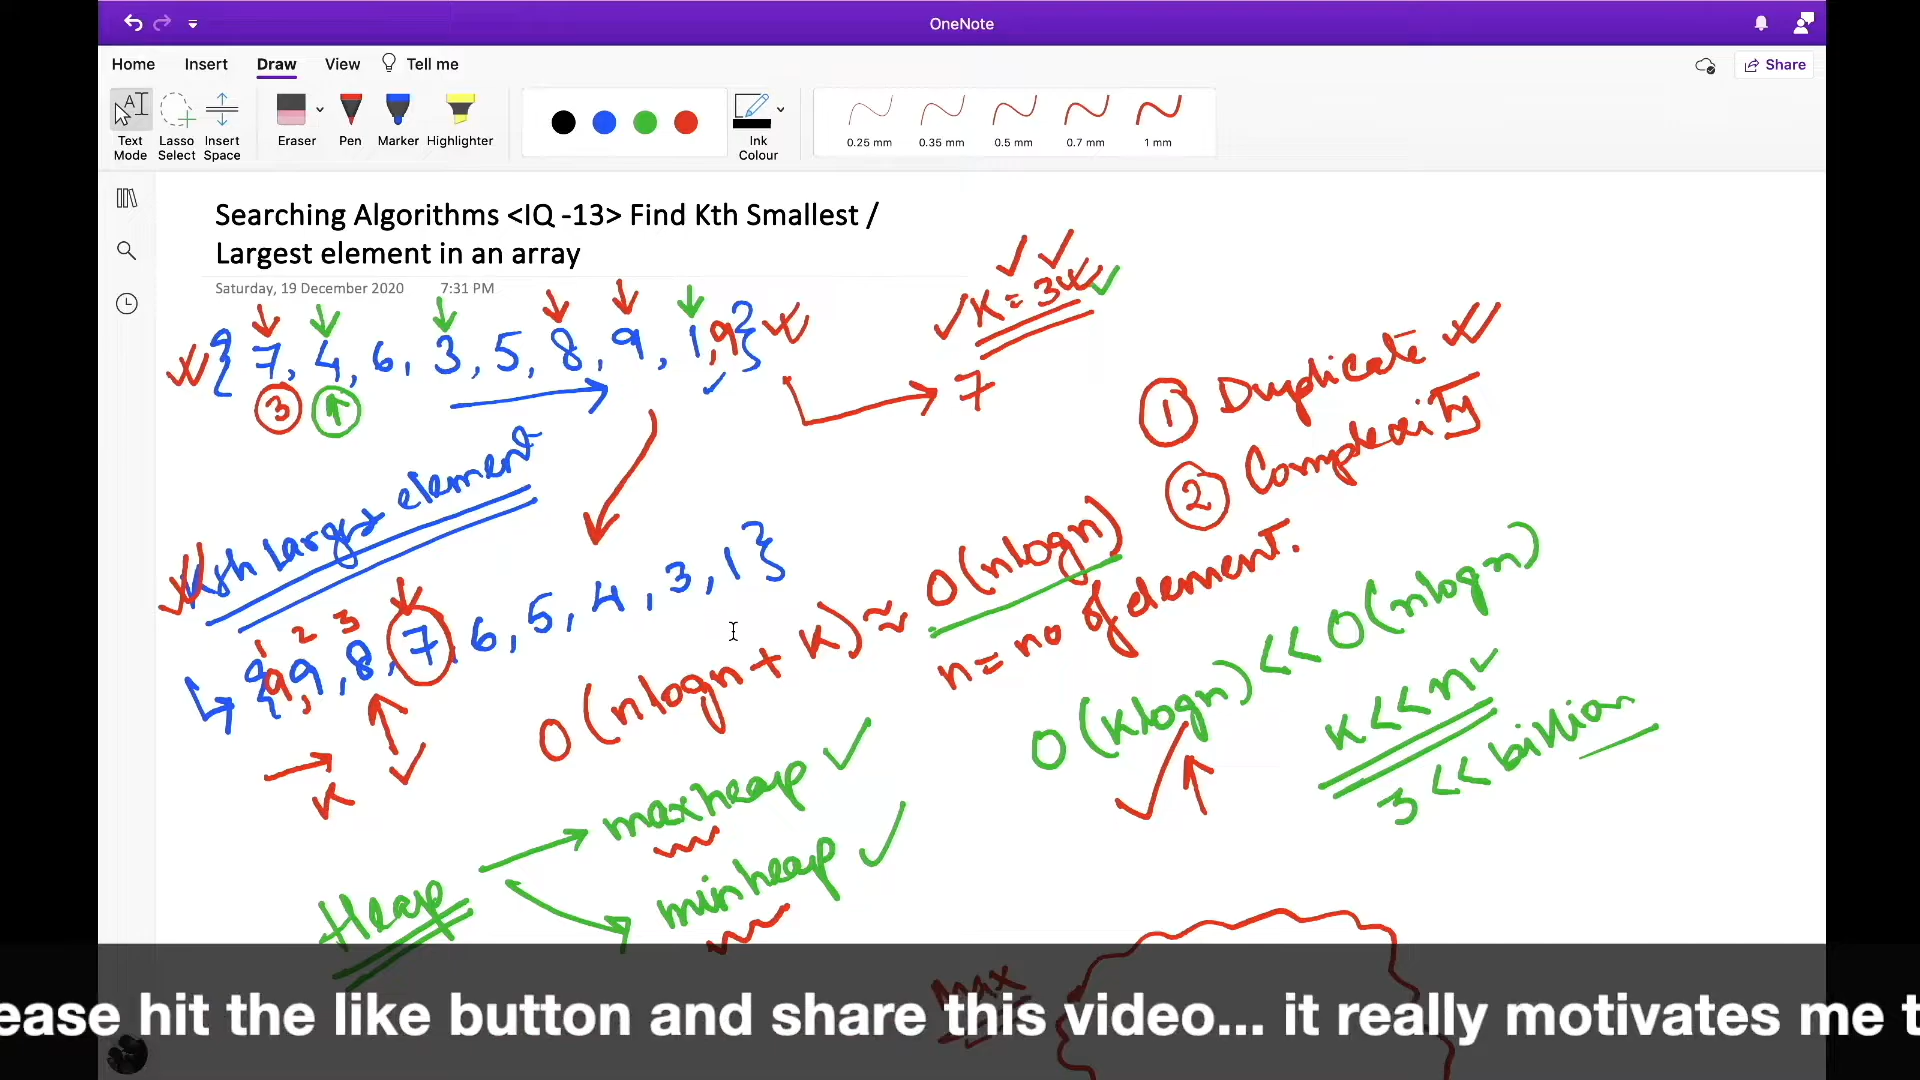 OneNote
Home Insert Draw View Tell me Share
Text Mode Lasso Select Insert Space Eraser Pen Marker Highlighter Ink Colour 0.25 mm 0.35 mm 0.5 mm 0.7 mm 1 mm
Searching Algorithms <IQ -13> Find Kth Smallest /
Largest element in an array
Saturday, 19 December 2020 7:31 PM
K = 3
{ 7, 4, 6, 3, 5, 8, 9, 1, 9 }
3
7
① Duplicate
② Complexity
Kth Largest element
{ 9, 9, 8, 7, 6, 5, 4, 3, 1 }
1 2 3
K
O(nlogn + K) ≈ O(nlogn)
n = no of element.
O(Klogn) << O(nlogn)
K << n
3 << billion
Heap
maxheap
minheap
max
ease hit the like button and share this video... it really motivates me t